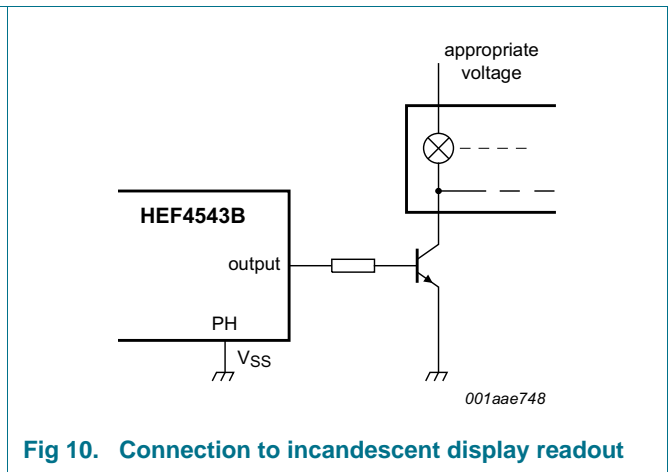 appropriate
voltage
HEF4543B
output
PH
VSS
001aae748
Fig 10. Connection to incandescent display readout